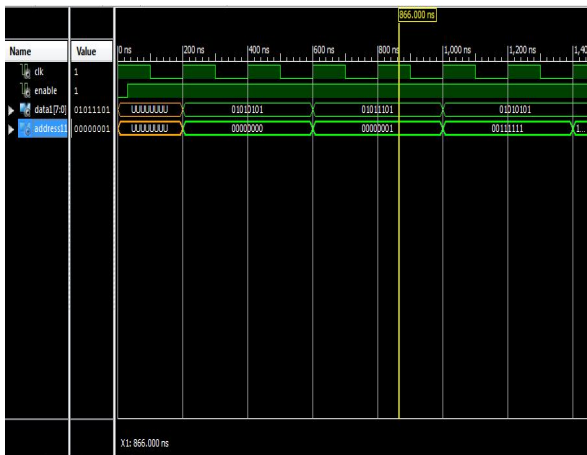 866.000 ns
Name Value 0 ns 200 ns 400 ns 600 ns 800 ns 1,000 ns 1,200 ns
clk 1
enable 1
data1[7:0] 01011101 UUUUUUUU 01010101 01011101 01010101
address11 00000001 UUUUUUUU 00000000 00000001 00111111 1...
X1: 866.000 ns